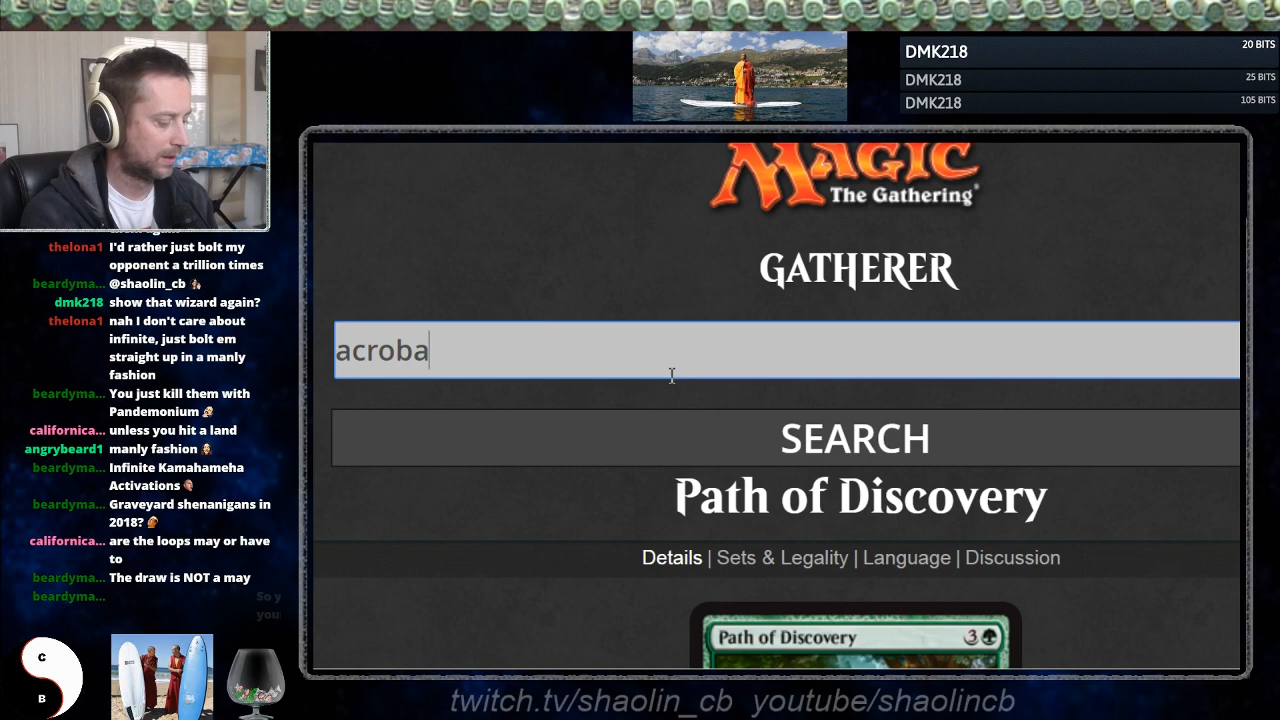 DMK218 20 BITS
DMK218 25 BITS
DMK218 105 BITS
thelona1 I'd rather just bolt my
opponent a trillion times
beardyma... @shaolin_cb
dmk218 show that wizard again?
thelona1 nah I don't care about
infinite, just bolt em
straight up in a manly
fashion
beardyma... You just kill them with
Pandemonium
californica... unless you hit a land
angrybeard1 manly fashion
beardyma... Infinite Kamahameha
Activations
beardyma... Graveyard shenanigans in
2018?
californica... are the loops may or have
to
beardyma... The draw is NOT a may
beardyma...
C
B
MAGIC
The Gathering®
GATHERER
acroba
SEARCH
Path of Discovery
Details | Sets & Legality | Language | Discussion
Path of Discovery 3
twitch.tv/shaolin_cb youtube/shaolincb